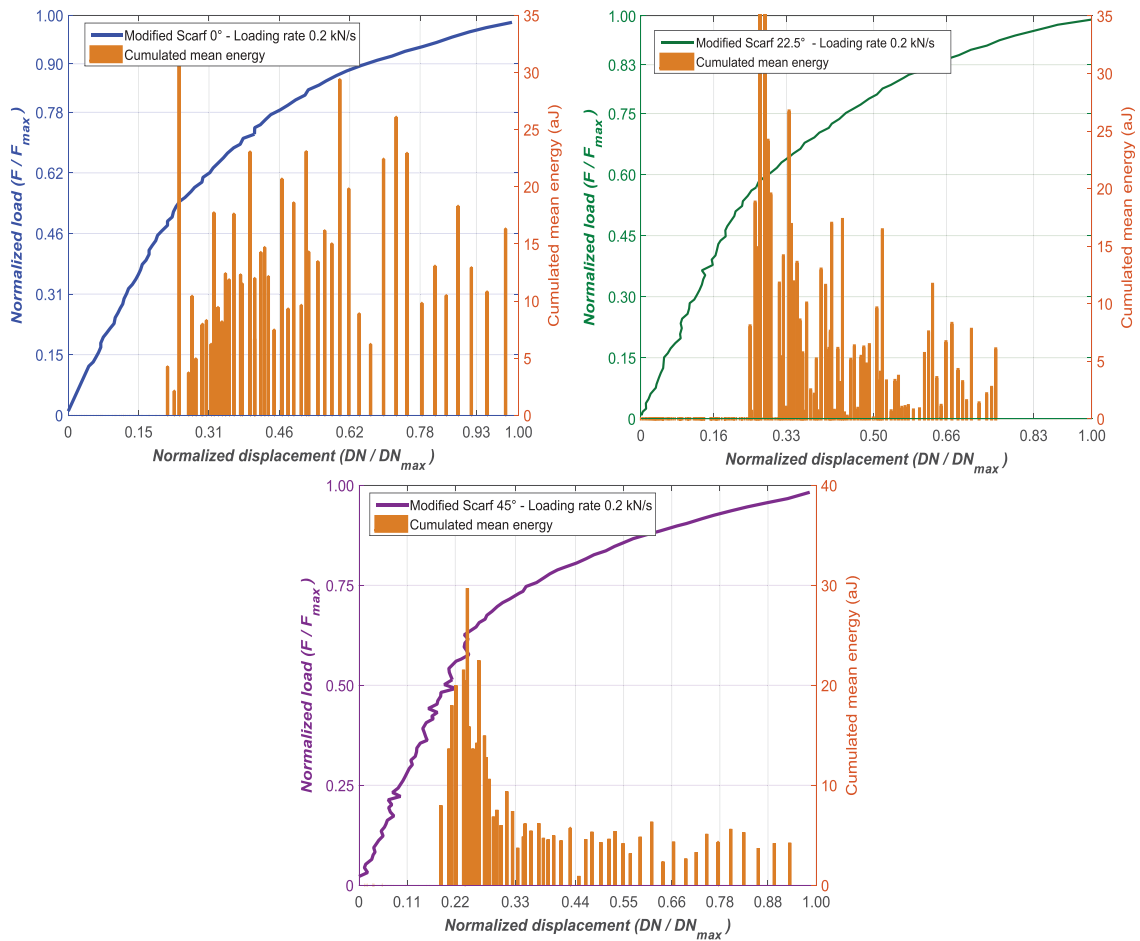 Modified Scarf 0° - Loading rate 0.2 kN/s
Cumulated mean energy
1.00
0.90
0.78
0.62
0.46
0.31
0.15
0
Normalized load (F / Fmax )
35
30
25
20
15
10
5
0
Cumulated mean energy (aJ)
0 0.15 0.31 0.46 0.62 0.78 0.93 1.00
Normalized displacement (DN / DNmax )
Modified Scarf 22.5° - Loading rate 0.2 kN/s
Cumulated mean energy
1.00
0.83
0.75
0.60
0.45
0.30
0.15
0
Normalized load (F / Fmax )
35
30
25
20
15
10
5
0
Cumulated mean energy (aJ)
0 0.16 0.33 0.50 0.66 0.83 1.00
Normalized displacement (DN / DNmax )
Modified Scarf 45° - Loading rate 0.2 kN/s
Cumulated mean energy
1.00
0.75
0.50
0.25
0
Normalized load (F / Fmax )
40
30
20
10
0
Cumulated mean energy (aJ)
0 0.11 0.22 0.33 0.44 0.55 0.66 0.77 0.88 1.00
Normalized displacement (DN / DNmax )